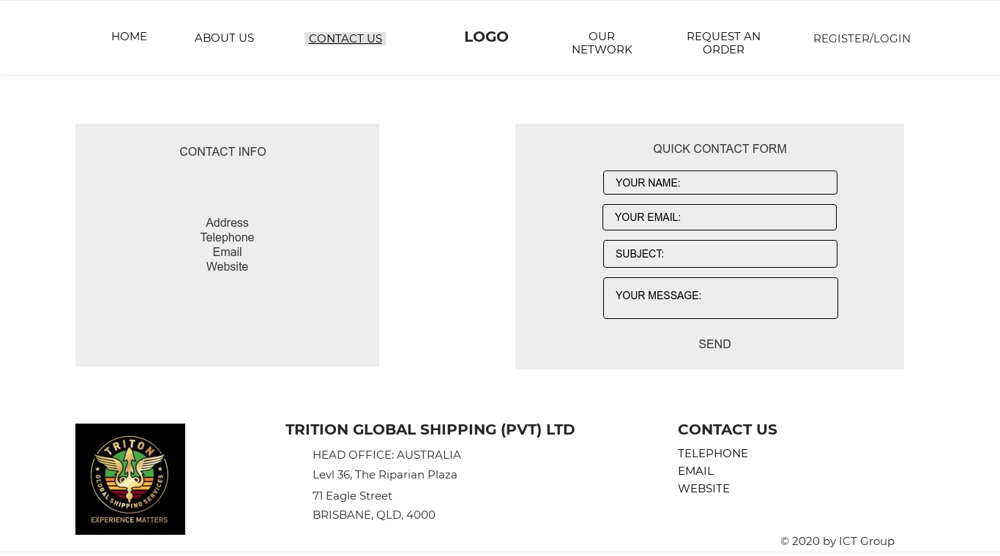 HOME
ABOUT US
CONTACT US
LOGO
OUR
NETWORK
REQUEST AN
ORDER
REGISTER/LOGIN
CONTACT INFO
Address
Telephone
Email
Website
QUICK CONTACT FORM
YOUR NAME:
YOUR EMAIL:
SUBJECT:
YOUR MESSAGE:
SEND
TRITON
GLOBAL SHIPPING SERVICES
EXPERIENCE MATTERS
TRITION GLOBAL SHIPPING (PVT) LTD
HEAD OFFICE: AUSTRALIA
Levl 36, The Riparian Plaza
71 Eagle Street
BRISBANE, QLD, 4000
CONTACT US
TELEPHONE
EMAIL
WEBSITE
© 2020 by ICT Group